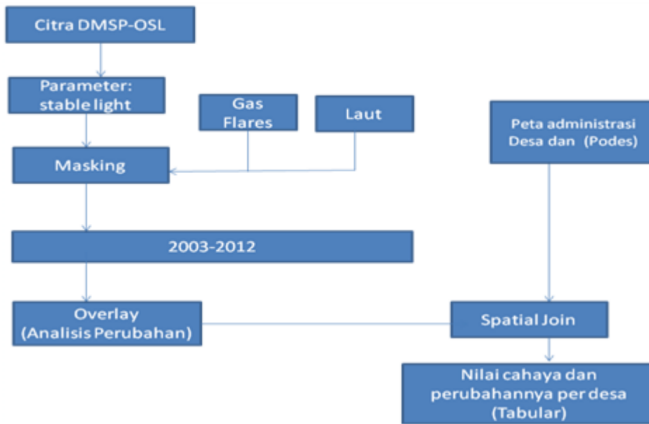 Citra DMSP-OSL
Parameter:
stable light
Gas
Flares
Laut
Peta administrasi
Desa dan (Podes)
Masking
2003-2012
Overlay
(Analisis Perubahan)
Spatial Join
Nilai cahaya dan
perubahannya per desa
(Tabular)